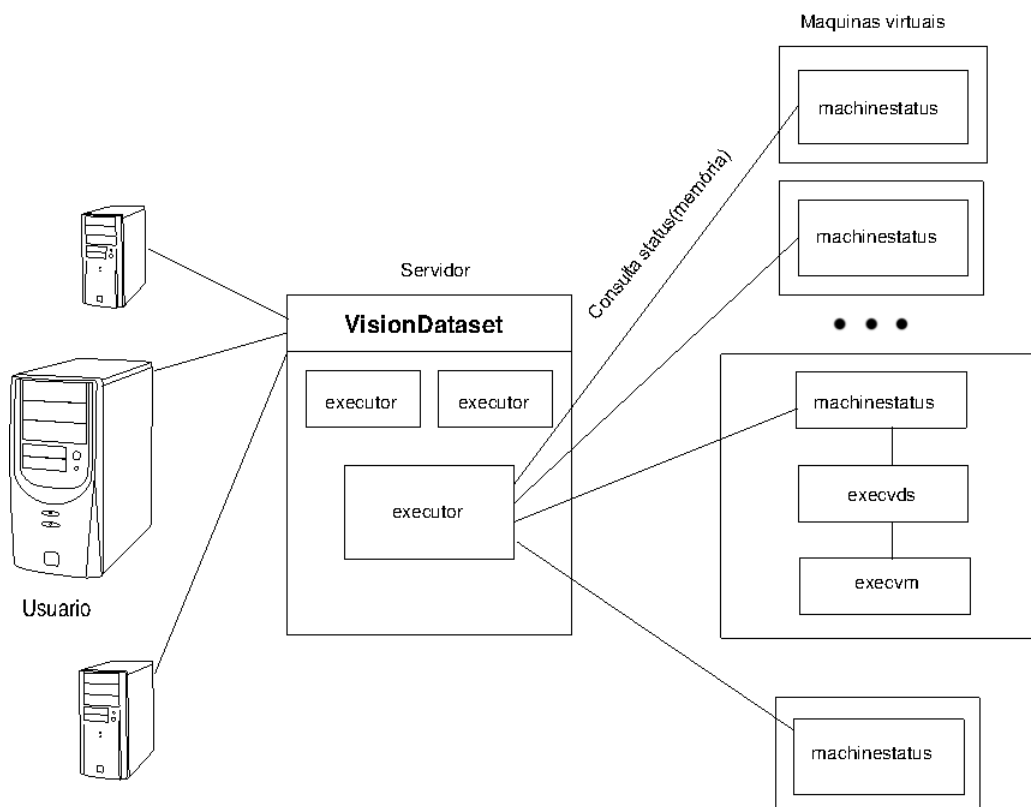 Maquinas virtuais
machinestatus
machinestatus
Consulta status(memória)
Servidor
VisionDataset
executor
executor
executor
machinestatus
execvds
execvm
Usuario
machinestatus